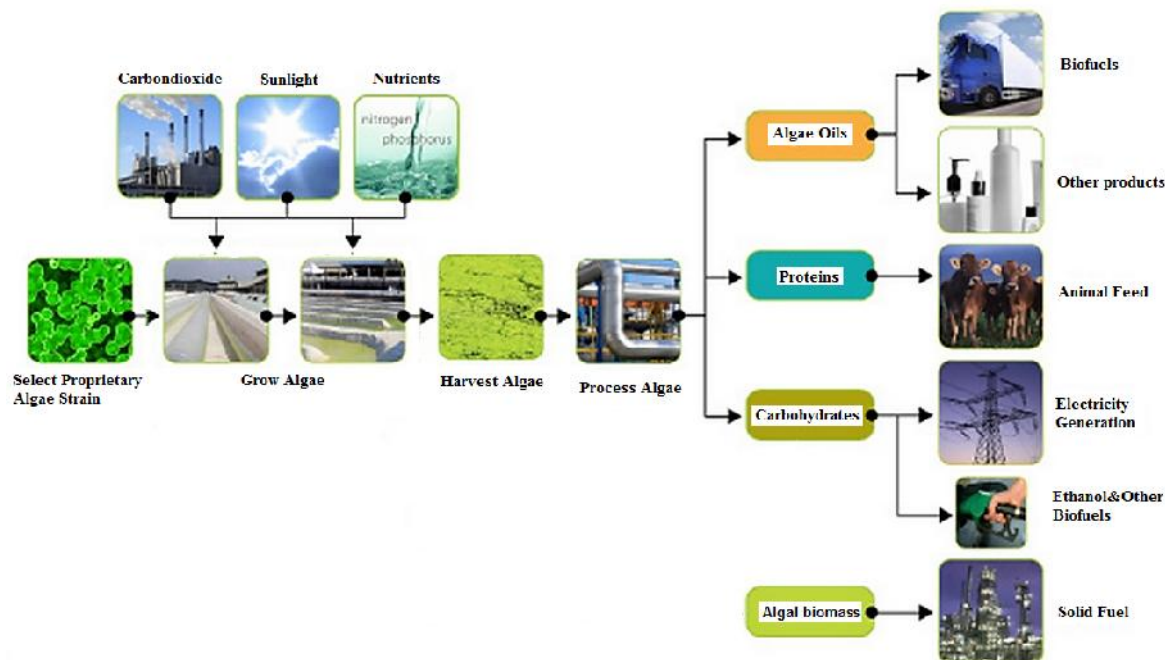 Carbondioxide
Sunlight
Nutrients
nitrogen
phosphorus
Select Proprietary
Algae Strain
Grow Algae
Harvest Algae
Process Algae
Algae Oils
Biofuels
Other products
Proteins
Animal Feed
Carbohydrates
Electricity
Generation
Ethanol&Other
Biofuels
Algal biomass
Solid Fuel